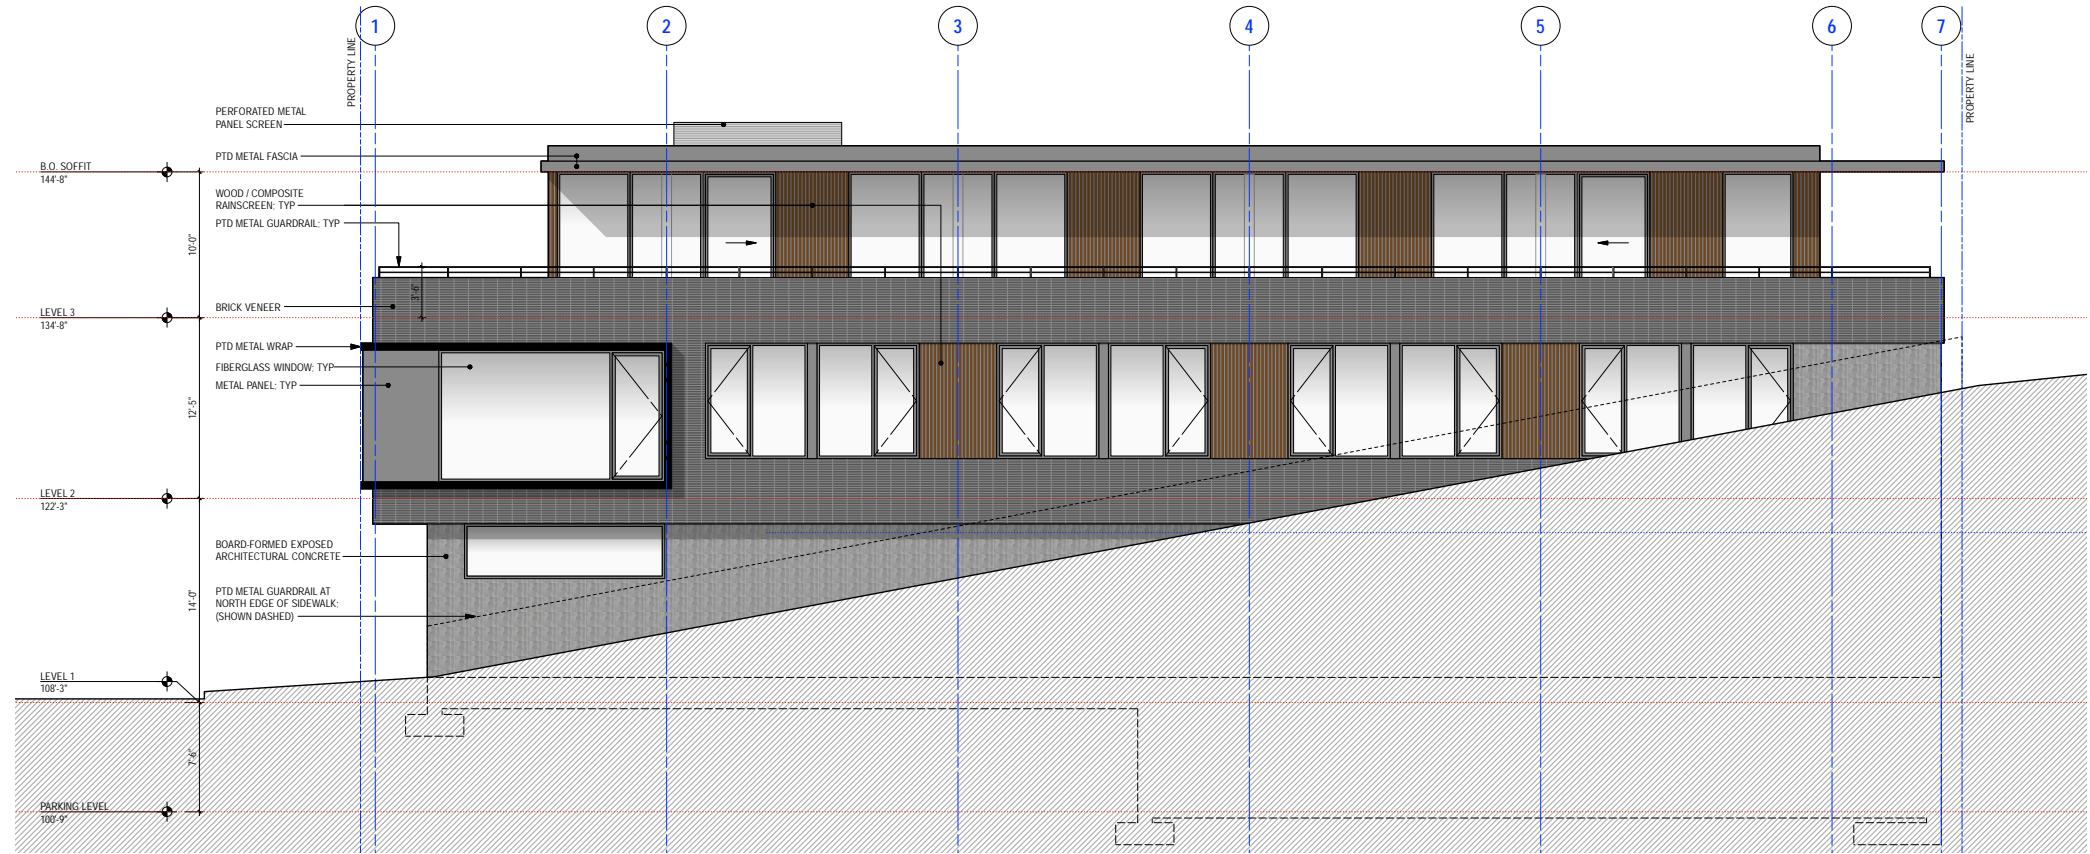 1 2 3 4 5 6 7
PROPERTY LINE
PROPERTY LINE
PERFORATED METAL
PANEL SCREEN
PTD METAL FASCIA
B.O. SOFFIT
144'-8"
WOOD / COMPOSITE
RAINSCREEN; TYP
PTD METAL GUARDRAIL; TYP
10'-0"
3'-6"
BRICK VENEER
LEVEL 3
134'-8"
PTD METAL WRAP
FIBERGLASS WINDOW; TYP
METAL PANEL; TYP
12'-5"
LEVEL 2
122'-3"
BOARD-FORMED EXPOSED
ARCHITECTURAL CONCRETE
PTD METAL GUARDRAIL AT
NORTH EDGE OF SIDEWALK;
(SHOWN DASHED)
14'-0"
LEVEL 1
108'-3"
7'-6"
PARKING LEVEL
100'-9"